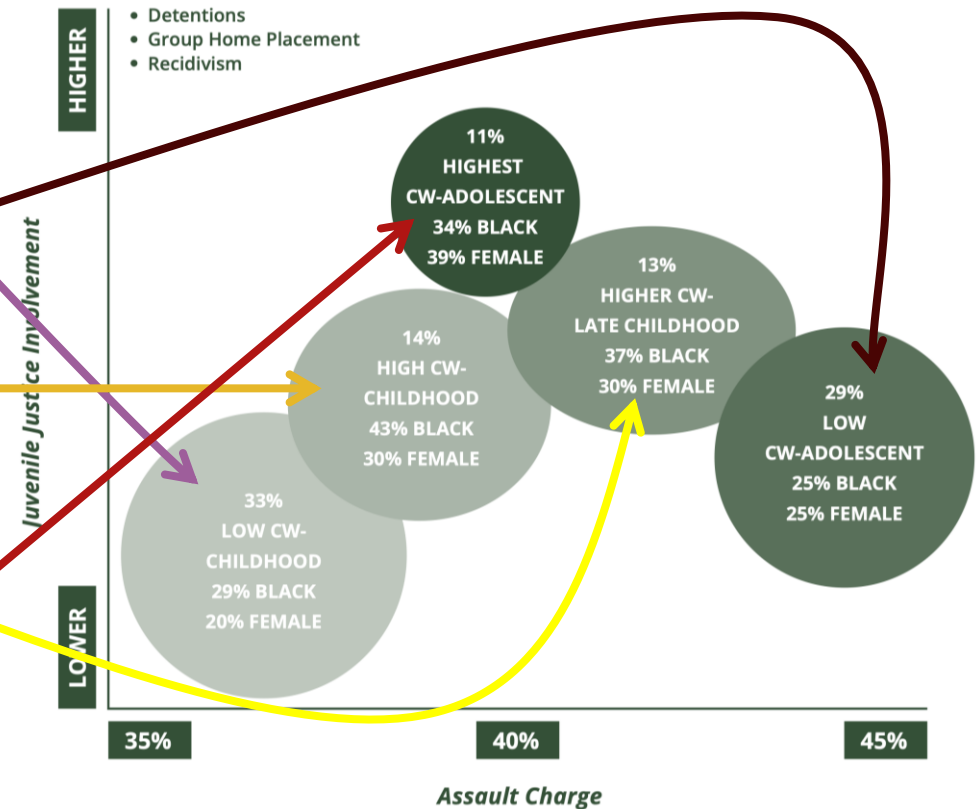 • Detentions
• Group Home Placement
• Recidivism
HIGHER
Juvenile Justice Involvement
LOWER
11%
HIGHEST
CW-ADOLESCENT
34% BLACK
39% FEMALE
13%
HIGHER CW-
LATE CHILDHOOD
37% BLACK
30% FEMALE
14%
HIGH CW-
CHILDHOOD
43% BLACK
30% FEMALE
29%
LOW
CW-ADOLESCENT
25% BLACK
25% FEMALE
33%
LOW CW-
CHILDHOOD
29% BLACK
20% FEMALE
35%
40%
45%
Assault Charge